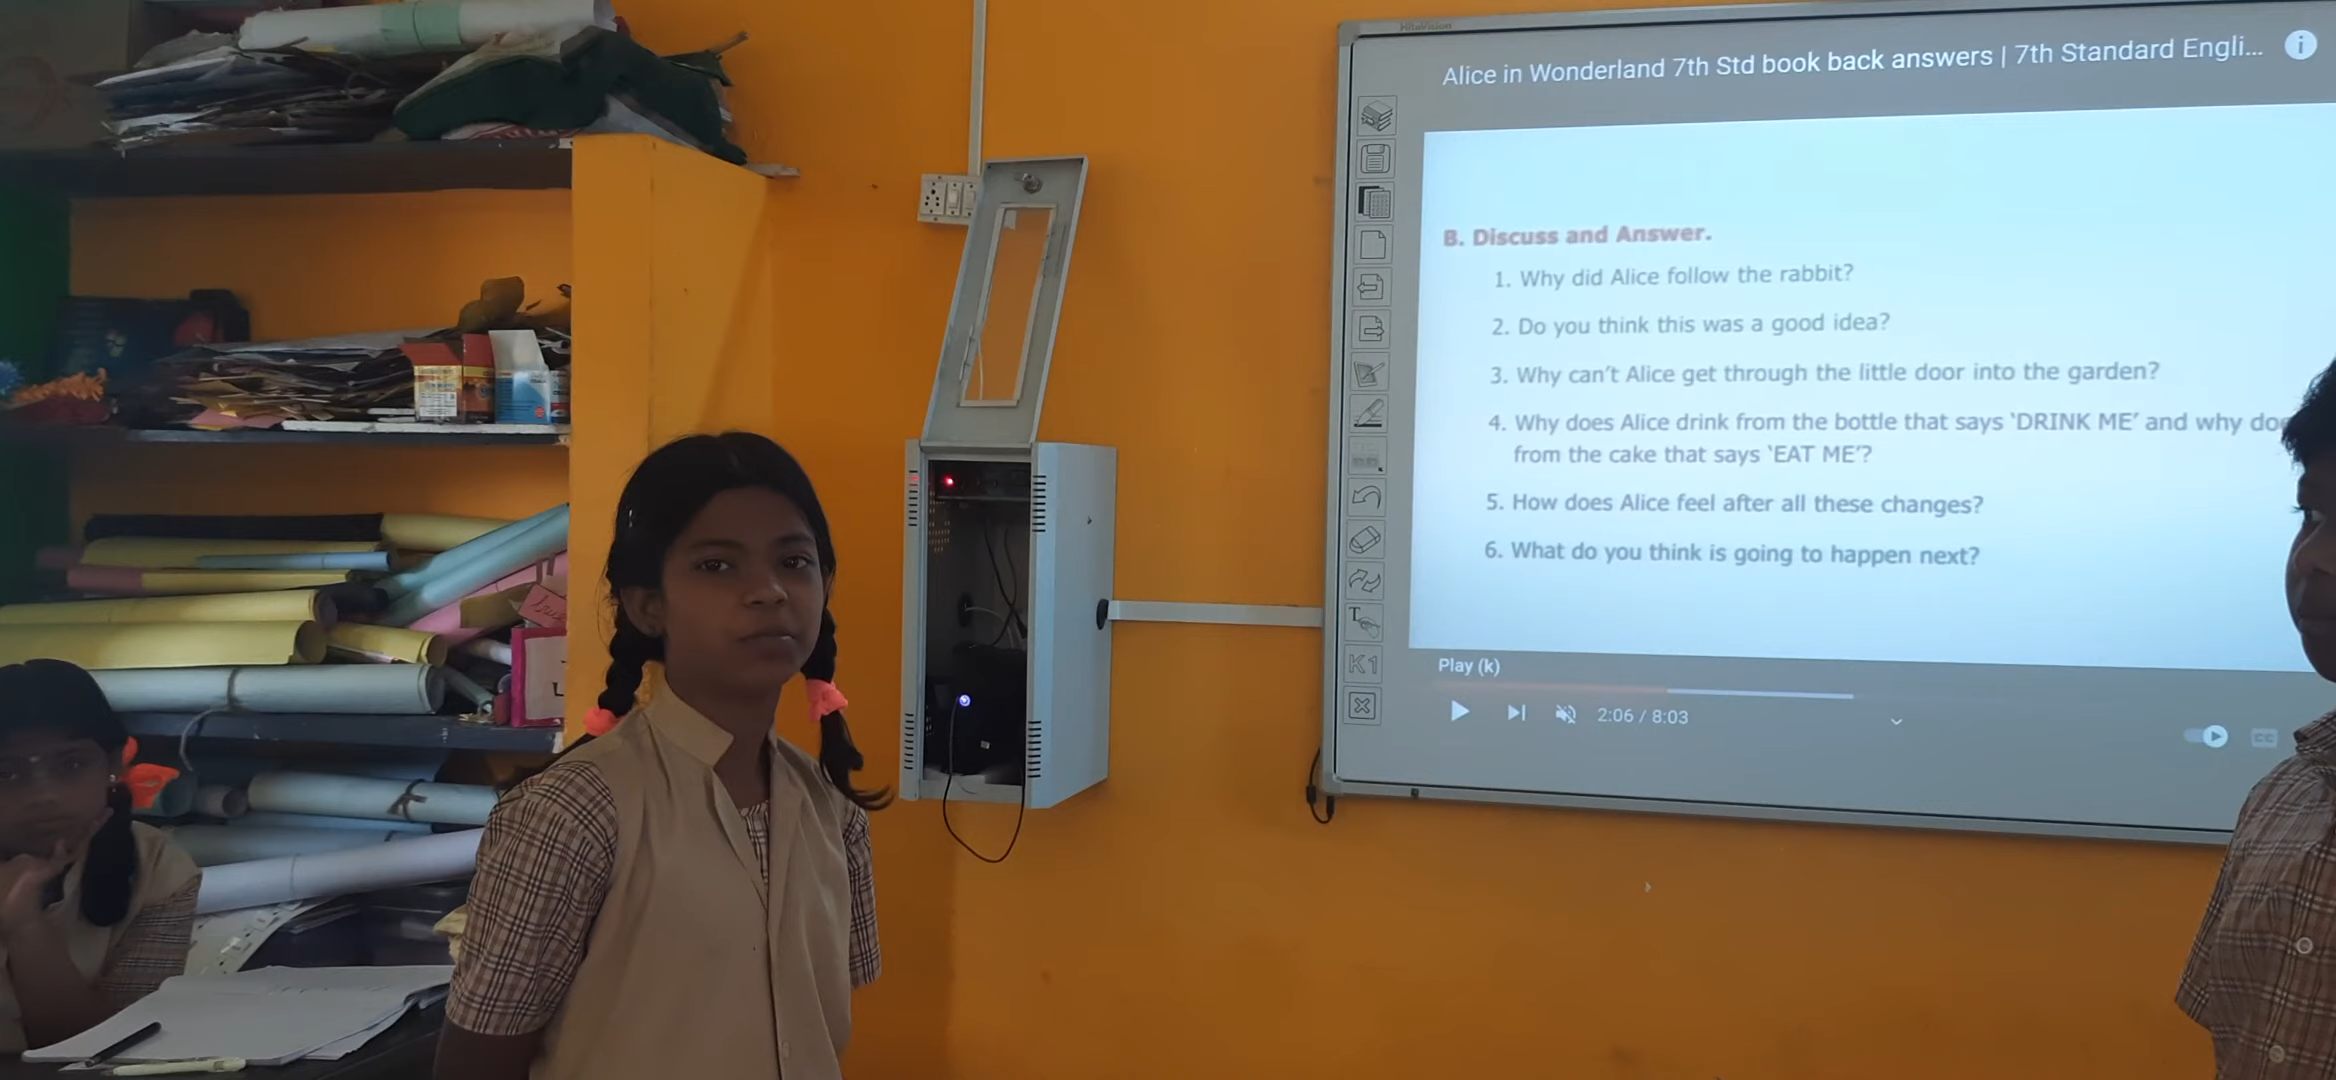 HiteVision
Alice in Wonderland 7th Std book back answers | 7th Standard Engli...
i
B. Discuss and Answer.
1. Why did Alice follow the rabbit?
2. Do you think this was a good idea?
3. Why can't Alice get through the little door into the garden?
4. Why does Alice drink from the bottle that says 'DRINK ME' and why do
from the cake that says 'EAT ME'?
5. How does Alice feel after all these changes?
6. What do you think is going to happen next?
T
K1
Play (k)
2:06 / 8:03
CC